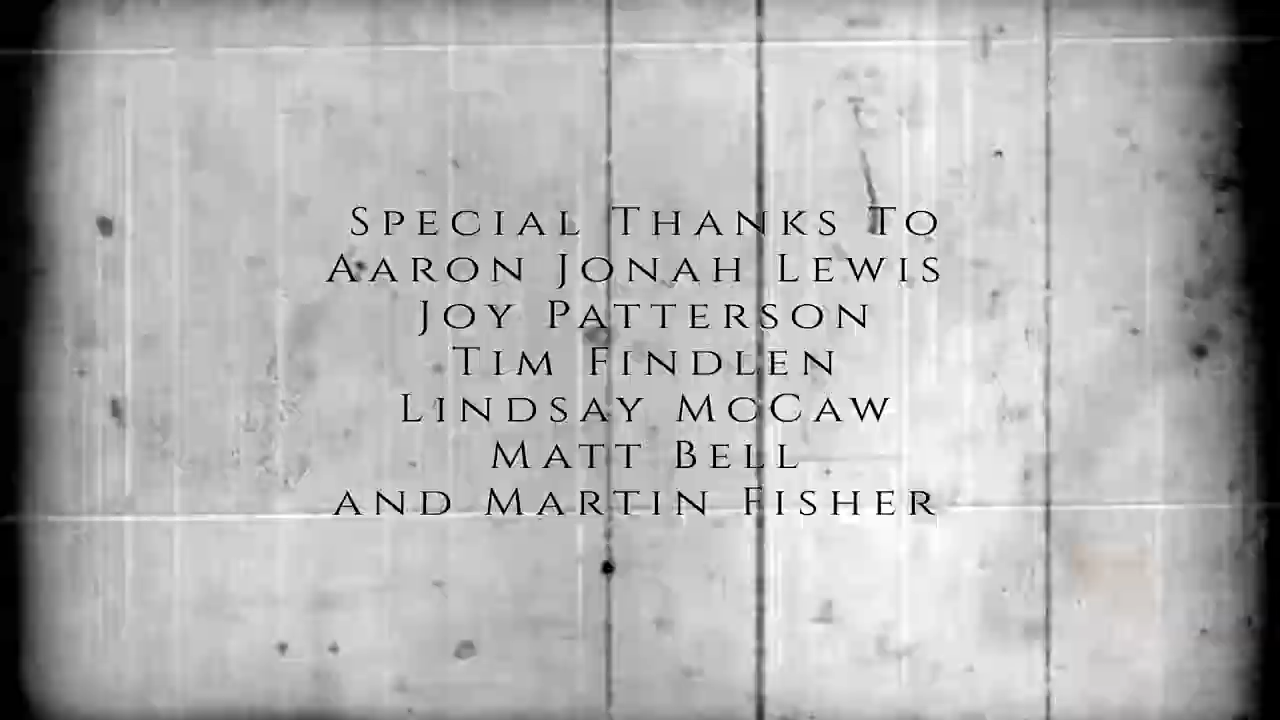 Special Thanks To
Aaron Jonah Lewis
Joy Patterson
Tim Findlen
Lindsay McCaw
Matt Bell
and Martin Fisher